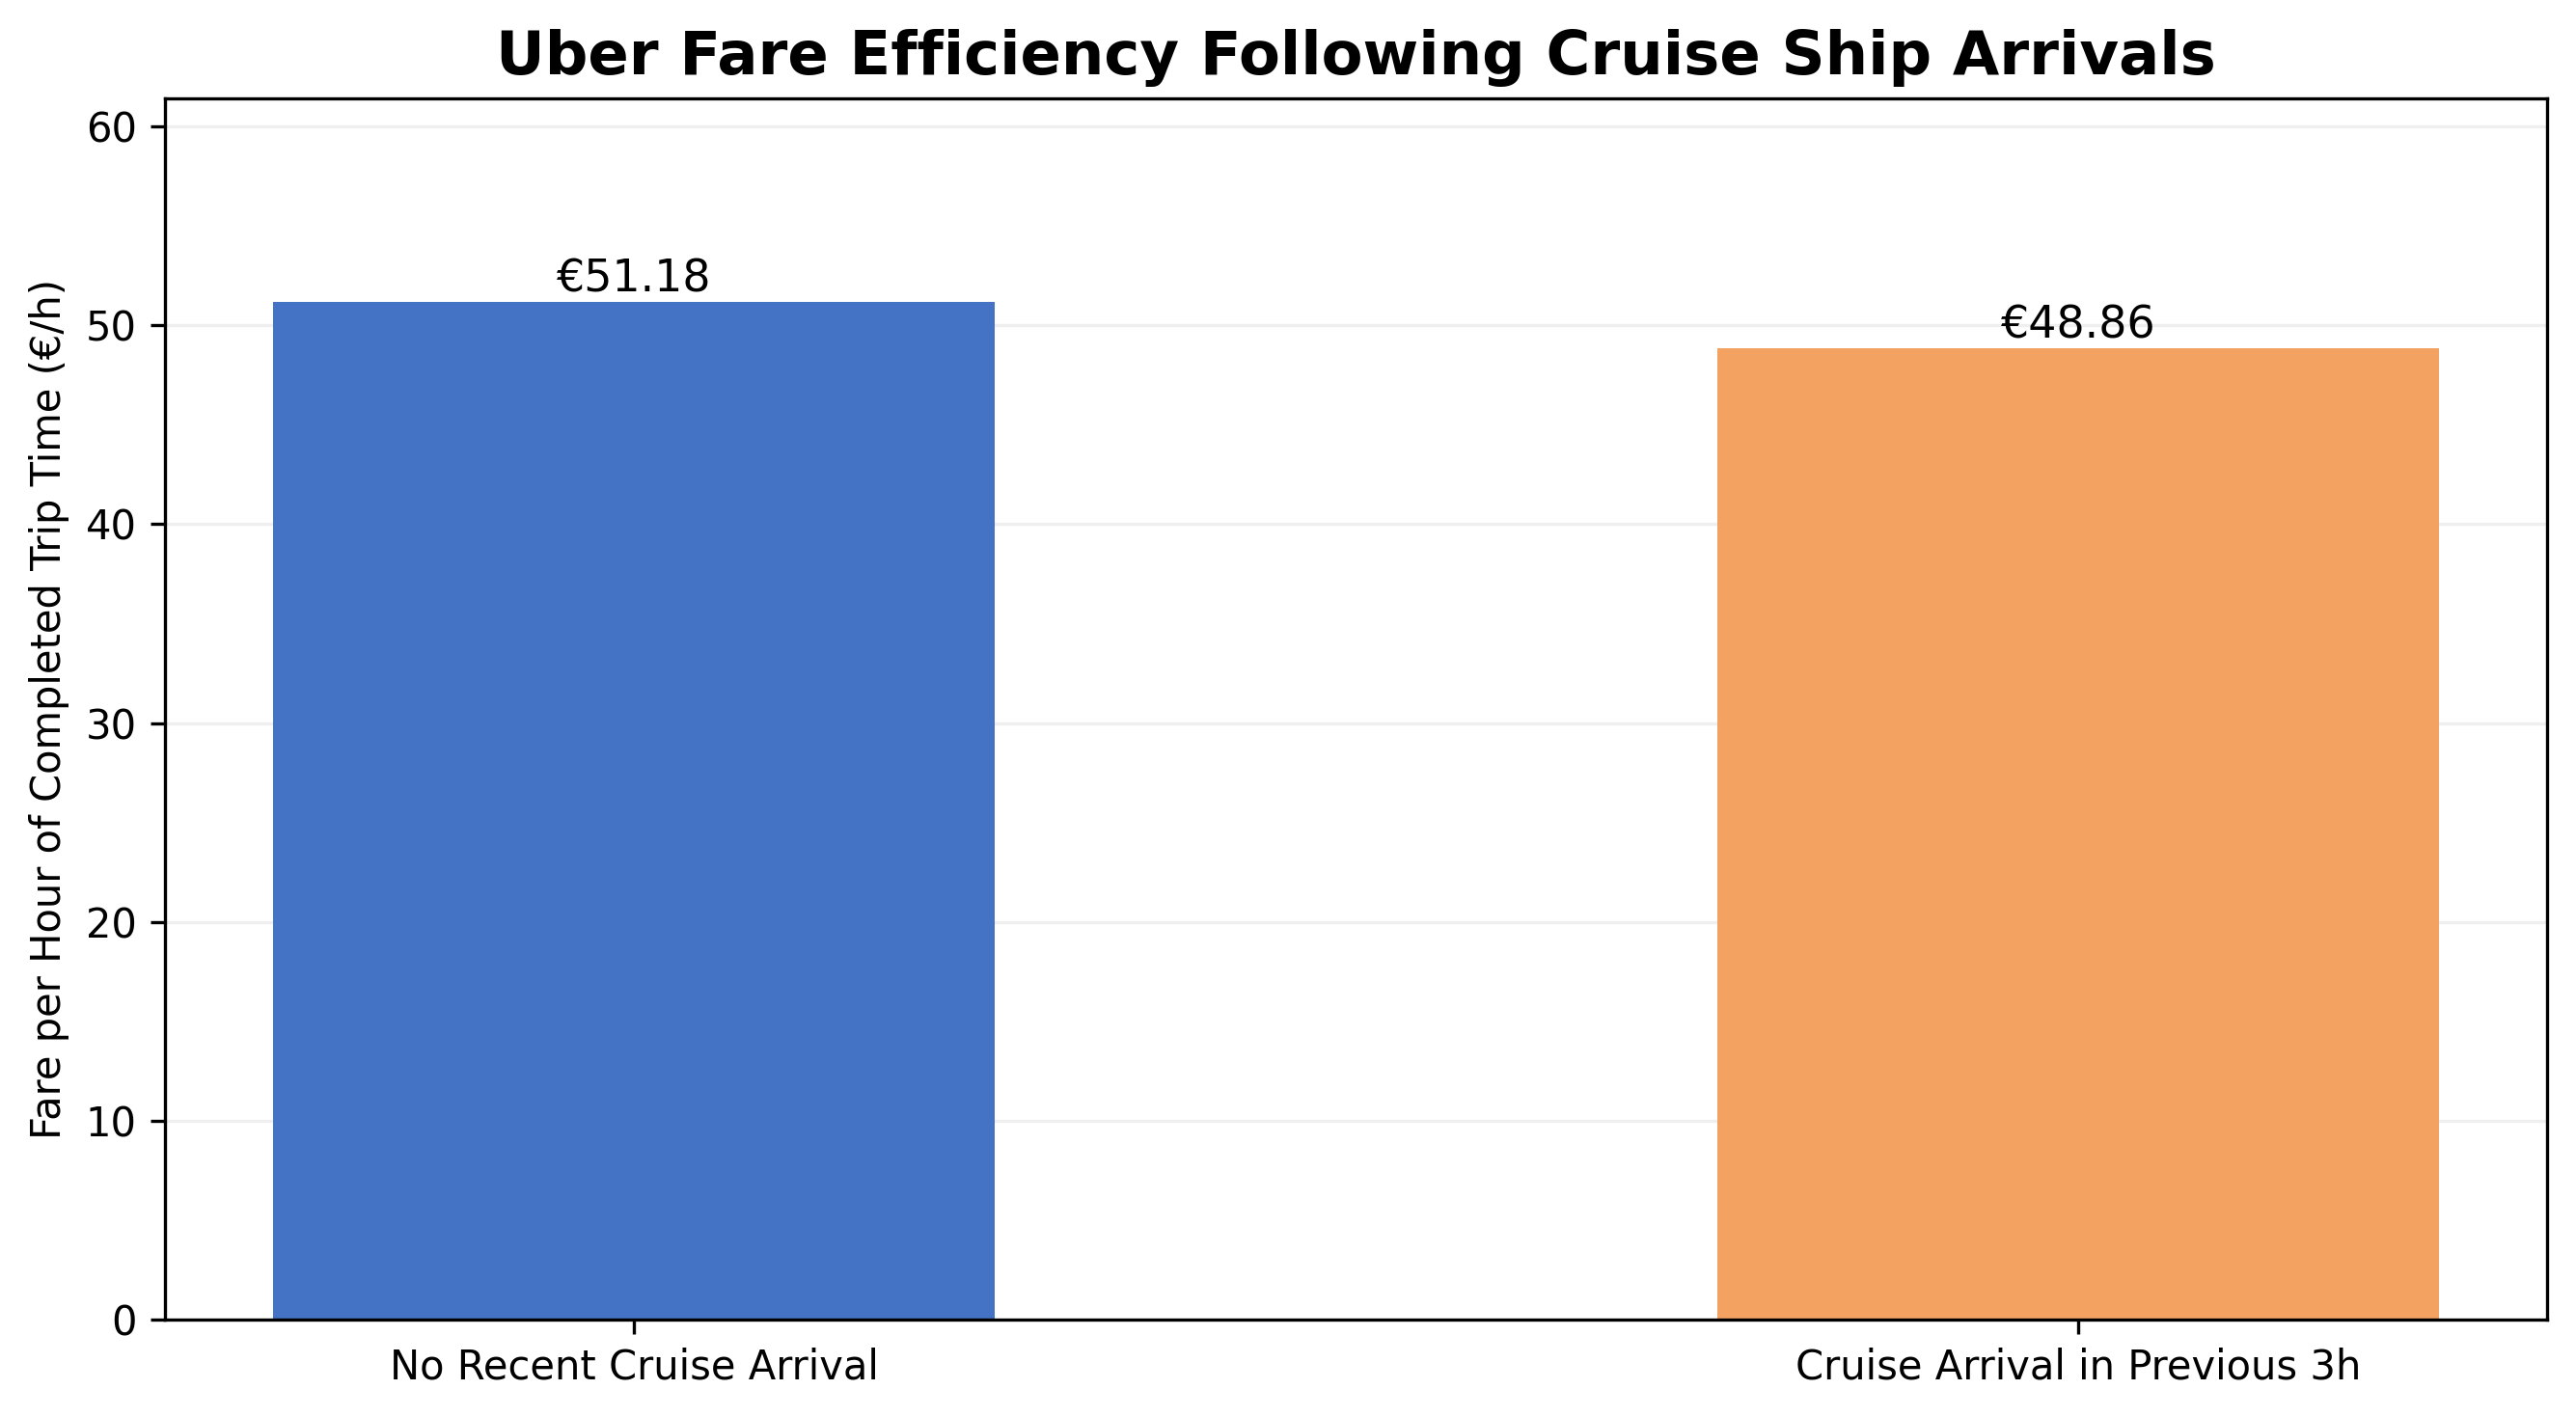 Uber Fare Efficiency Following Cruise Ship Arrivals
Fare per Hour of Completed Trip Time (€/h)
60
50
40
30
20
10
0
€51.18
€48.86
No Recent Cruise Arrival
Cruise Arrival in Previous 3h